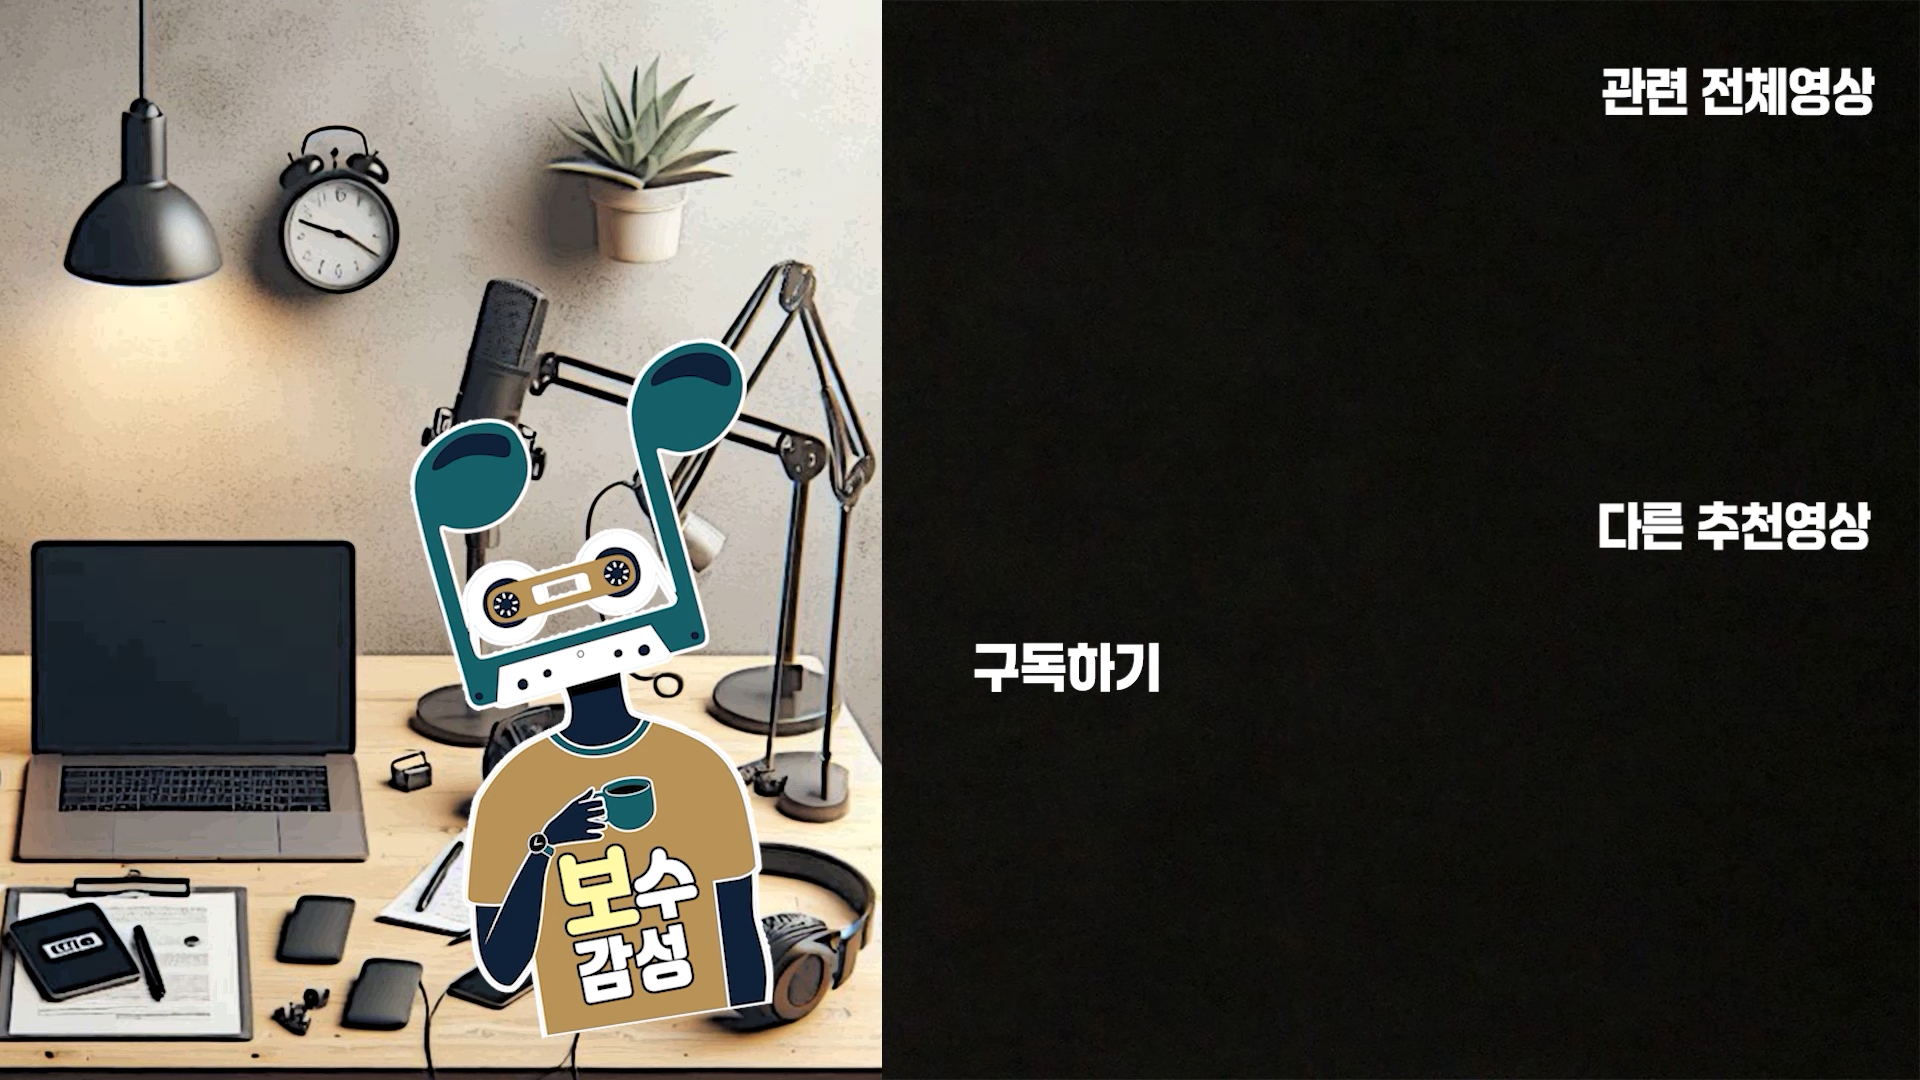 관련 전체영상
다른 추천영상
구독하기
보수
감성